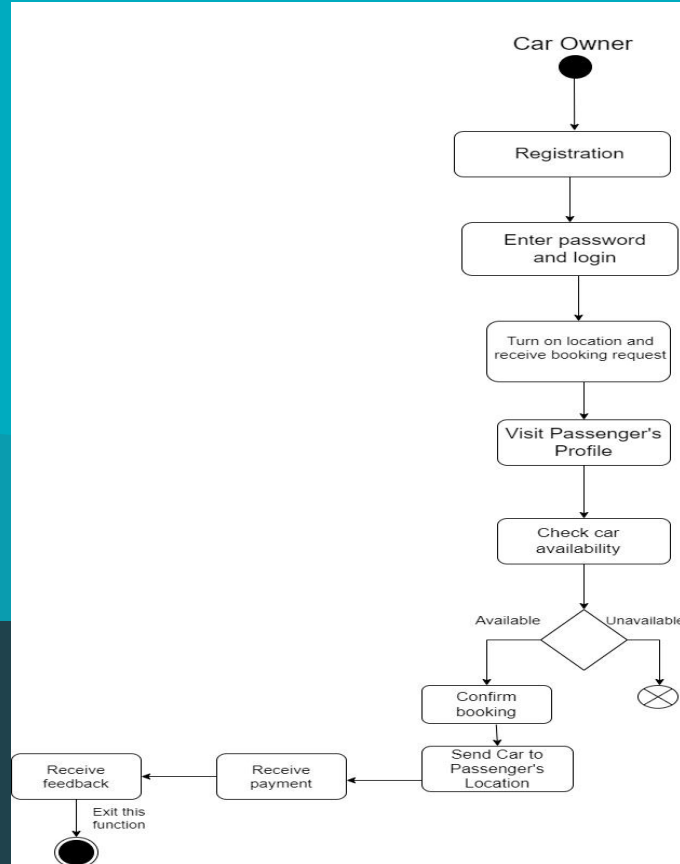 Car Owner
Registration
Enter password
and login
Turn on location and
receive booking request
Visit Passenger's
Profile
Check car
availability
Available
Unavailable
Confirm
booking
Send Car to
Passenger's
Location
Receive
payment
Receive
feedback
Exit this
function